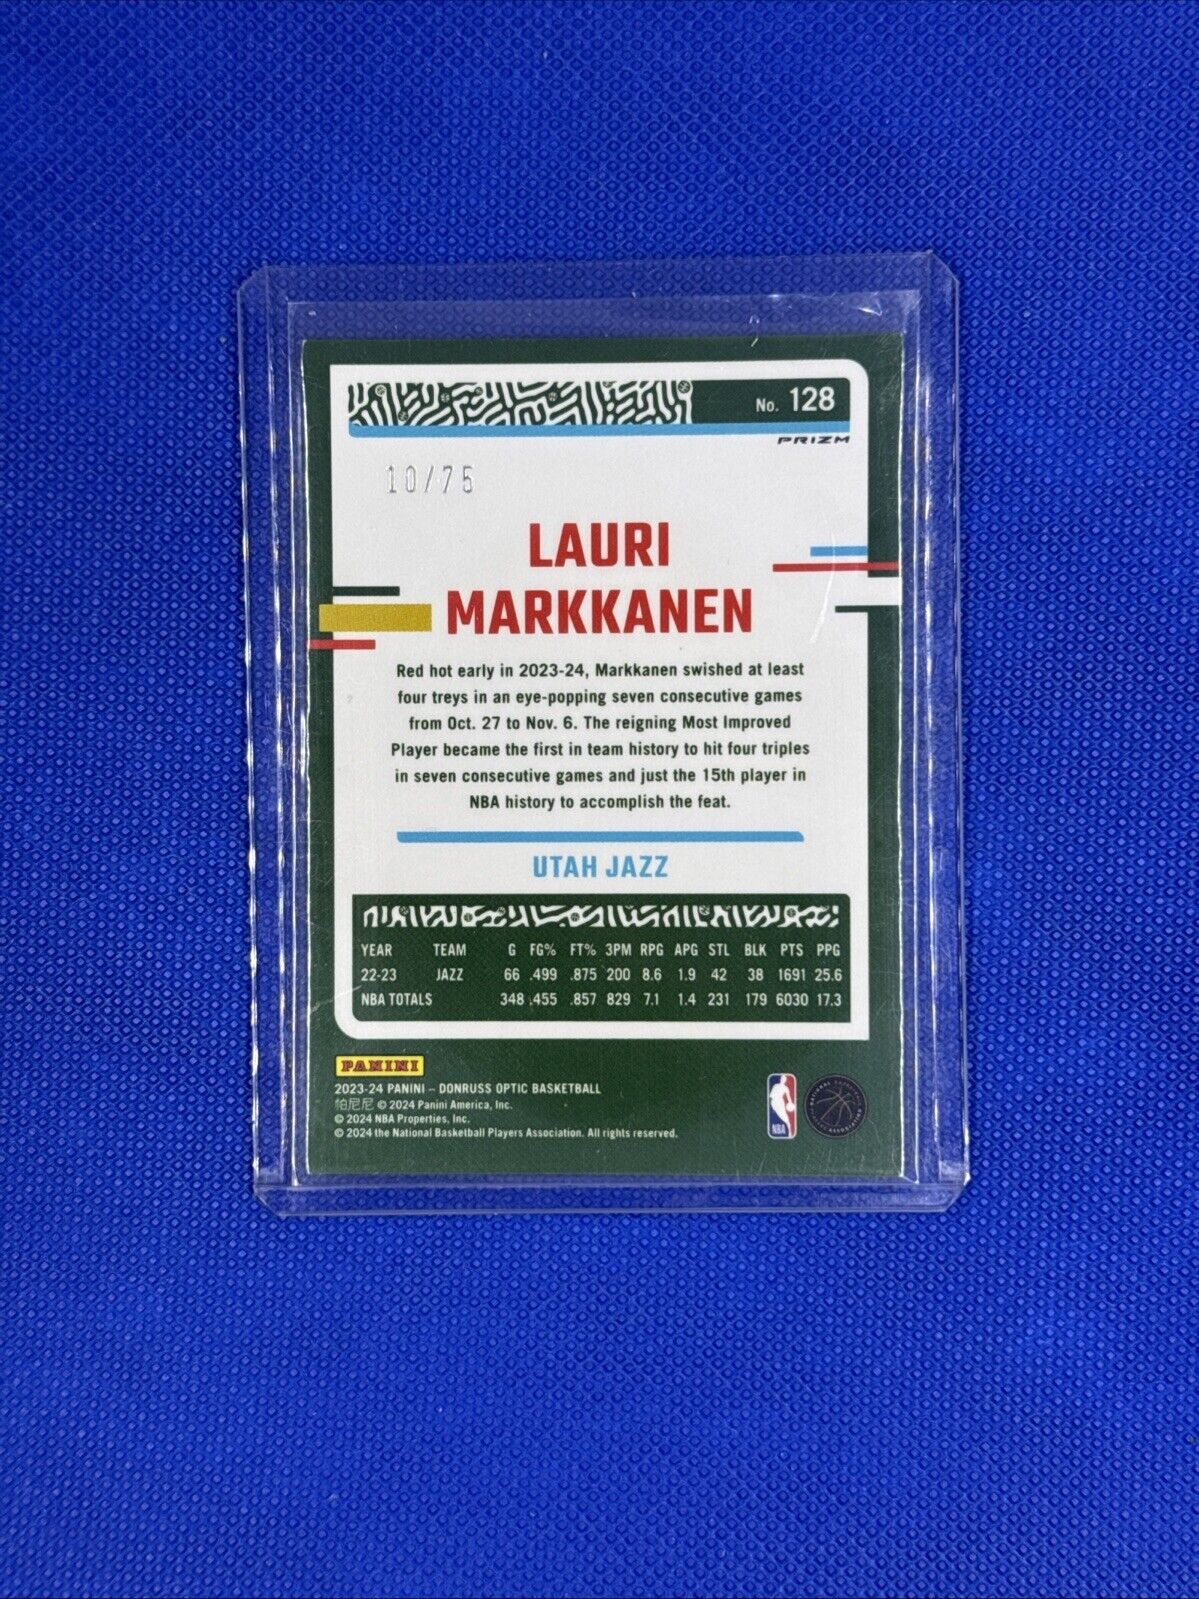 No. 128
PRIZM
10/75
LAURI
MARKKANEN
Red hot early in 2023-24, Markkanen swished at least
four treys in an eye-popping seven consecutive games
from Oct. 27 to Nov. 6. The reigning Most Improved
Player became the first in team history to hit four triples
in seven consecutive games and just the 15th player in
NBA history to accomplish the feat.
UTAH JAZZ
YEAR TEAM G FG% FT% 3PM RPG APG STL BLK PTS PPG
22-23 JAZZ 66 .499 .875 200 8.6 1.9 42 38 1691 25.6
NBA TOTALS 348 .455 .857 829 7.1 1.4 231 179 6030 17.3
PANINI
2023-24 PANINI – DONRUSS OPTIC BASKETBALL
帕尼尼 © 2024 Panini America, Inc.
© 2024 NBA Properties, Inc.
© 2024 the National Basketball Players Association. All rights reserved.
NBA